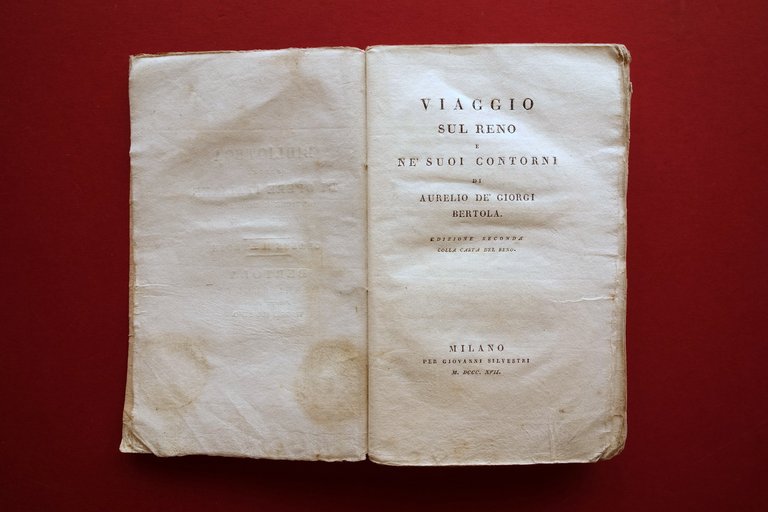 VIAGGIO
SUL RENO
E
NE' SUOI CONTORNI
DI
AURELIO DE' GIORGI
BERTOLA.
EDIZIONE SECONDA
COLLA CARTA DEL RENO.
MILANO
PER GIOVANNI SILVESTRI
M. DCCC. XVII.